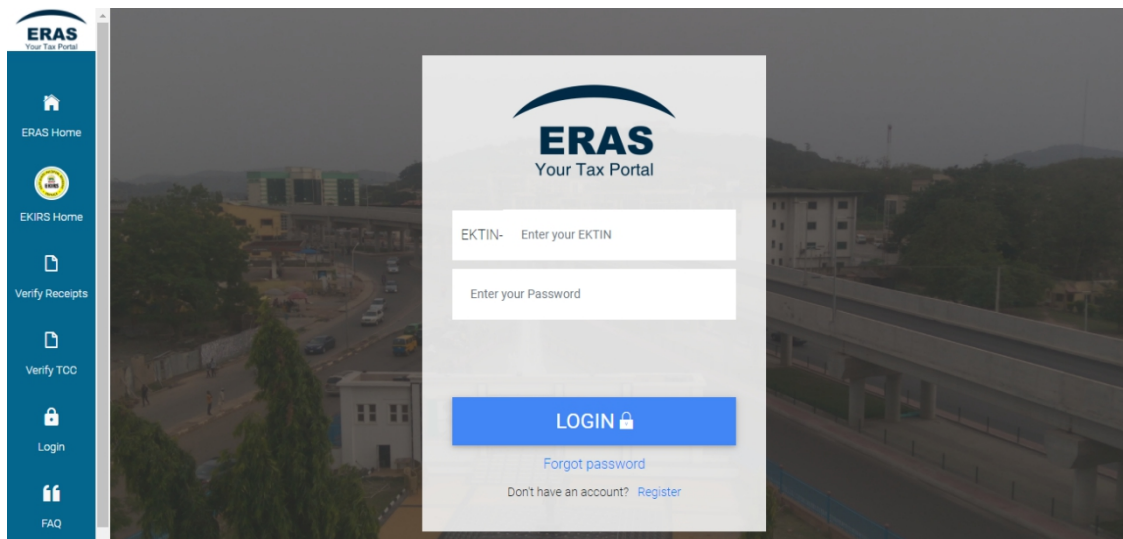 ERAS
Your Tax Portal
ERAS Home
EKIRS
EKIRS Home
Verify Receipts
Verify TCC
Login
FAQ
ERAS
Your Tax Portal
EKTIN- Enter your EKTIN
Enter your Password
LOGIN
Forgot password
Don't have an account? Register